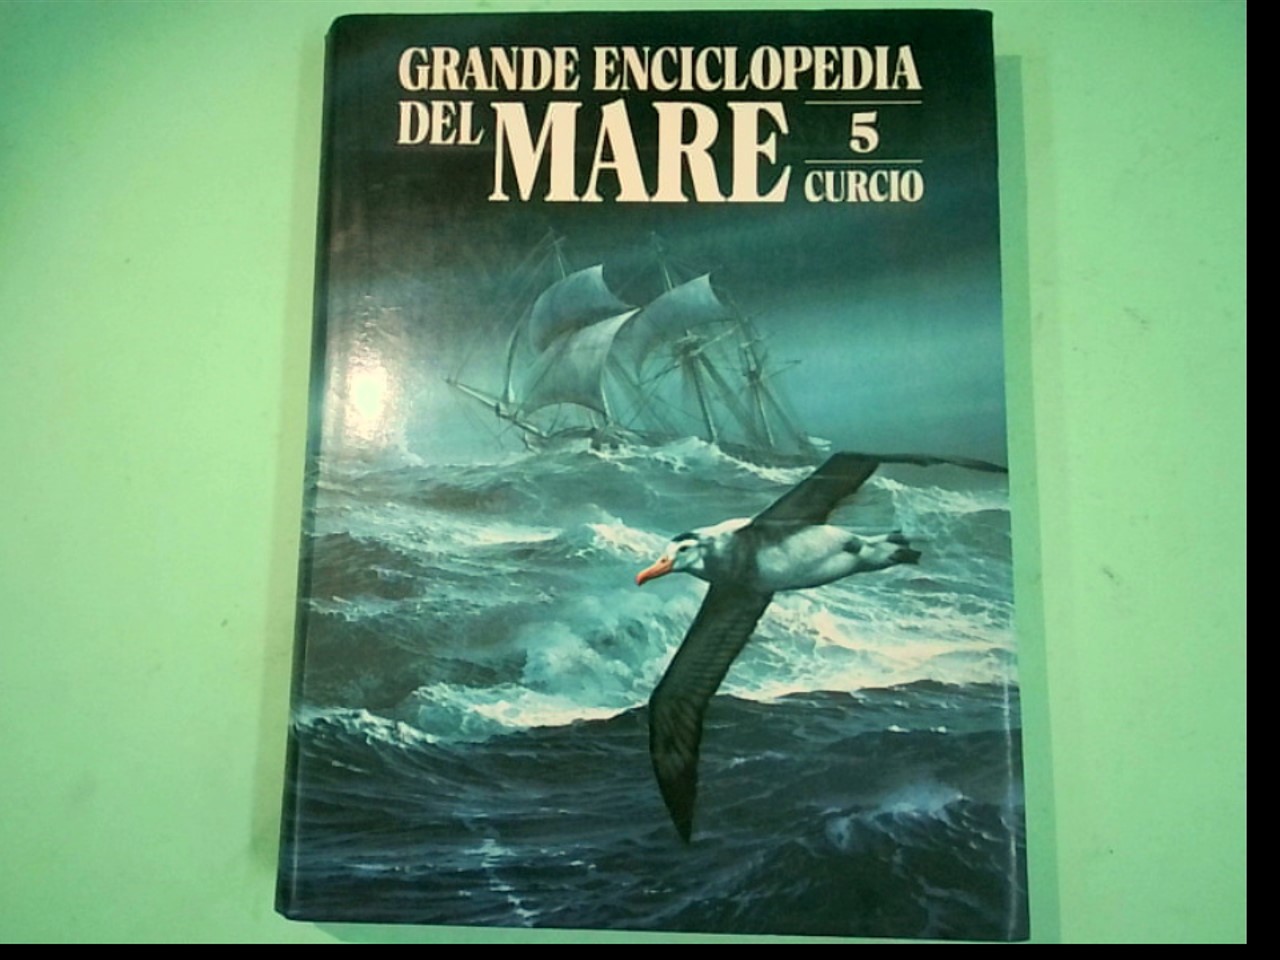 GRANDE ENCICLOPEDIA
DEL MARE
5
CURCIO